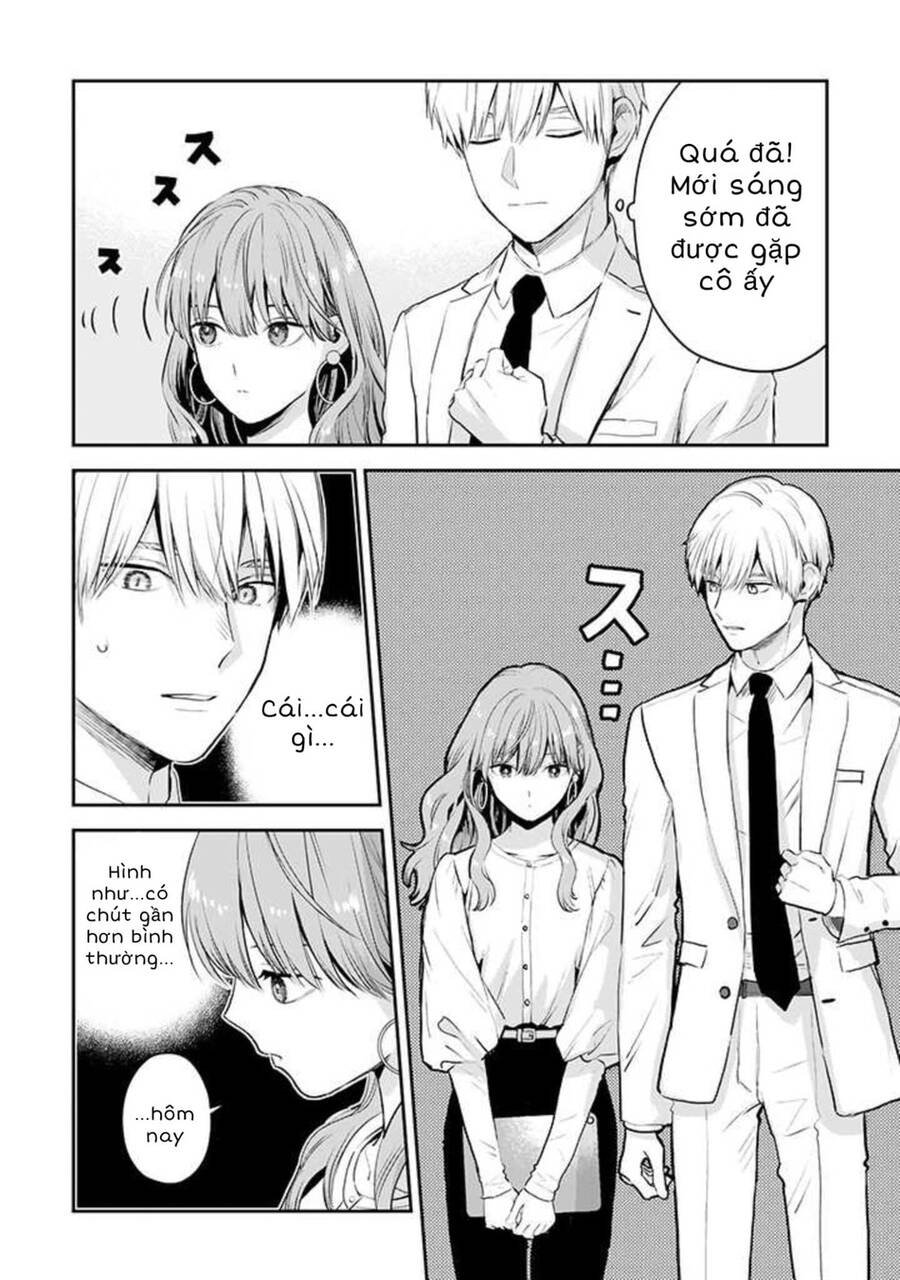 Quá đã!
Mới sáng
sớm đã
được gặp
cô ấy
ス
ス
ス
ス...
Cái...cái
gì...
Hình
như...có
chút gần
hơn bình
thường...
...hôm
nay